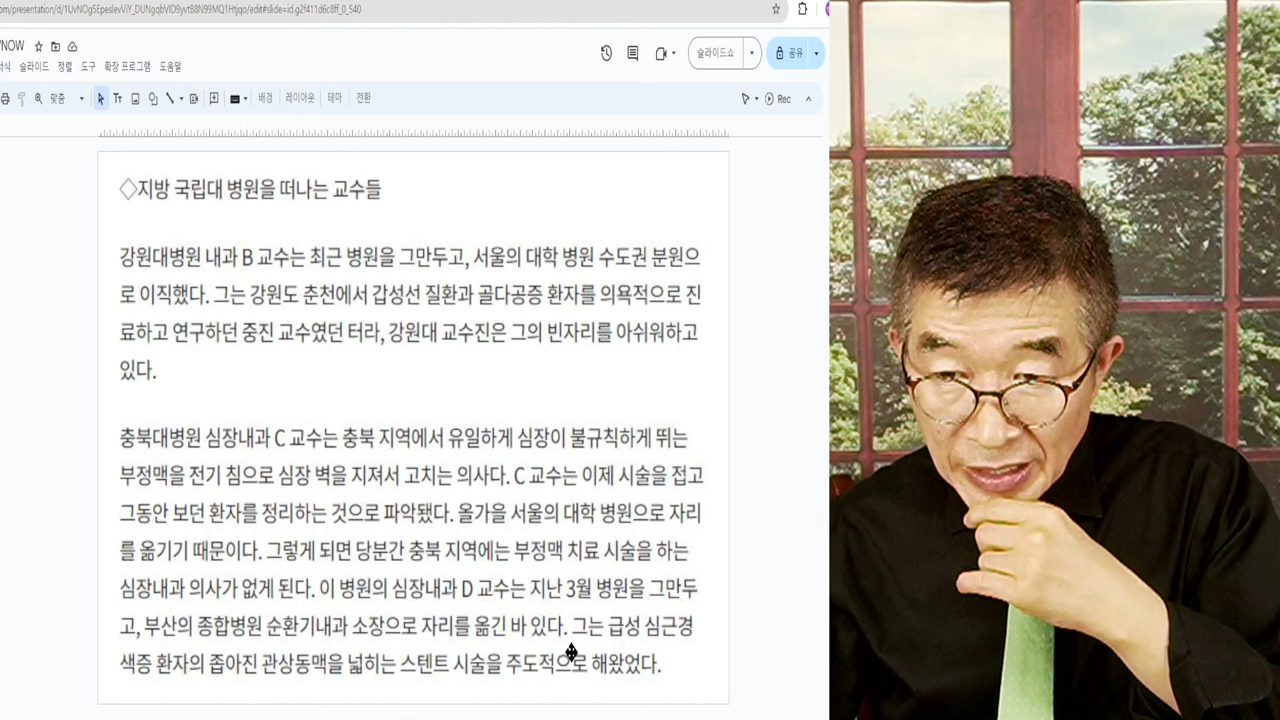 com/presentation/d/1UvNOg5EpeslevViY_DUNgqbVlD9yvtB8N99MQ1Htjqo/edit#slide=id.g2f411d6c8ff_0_540
NOW
서식 슬라이드 정렬 도구 확장 프로그램 도움말
슬라이드쇼
공유
맞춤
Tт
배경 레이아웃 테마 전환
Rec
◇지방 국립대 병원을 떠나는 교수들
강원대병원 내과 B 교수는 최근 병원을 그만두고, 서울의 대학 병원 수도권 분원으
로 이직했다. 그는 강원도 춘천에서 갑성선 질환과 골다공증 환자를 의욕적으로 진
료하고 연구하던 중진 교수였던 터라, 강원대 교수진은 그의 빈자리를 아쉬워하고
있다.
충북대병원 심장내과 C 교수는 충북 지역에서 유일하게 심장이 불규칙하게 뛰는
부정맥을 전기 침으로 심장 벽을 지져서 고치는 의사다. C 교수는 이제 시술을 접고
그동안 보던 환자를 정리하는 것으로 파악됐다. 올가을 서울의 대학 병원으로 자리
를 옮기기 때문이다. 그렇게 되면 당분간 충북 지역에는 부정맥 치료 시술을 하는
심장내과 의사가 없게 된다. 이 병원의 심장내과 D 교수는 지난 3월 병원을 그만두
고, 부산의 종합병원 순환기내과 소장으로 자리를 옮긴 바 있다. 그는 급성 심근경
색증 환자의 좁아진 관상동맥을 넓히는 스텐트 시술을 주도적으로 해왔었다.